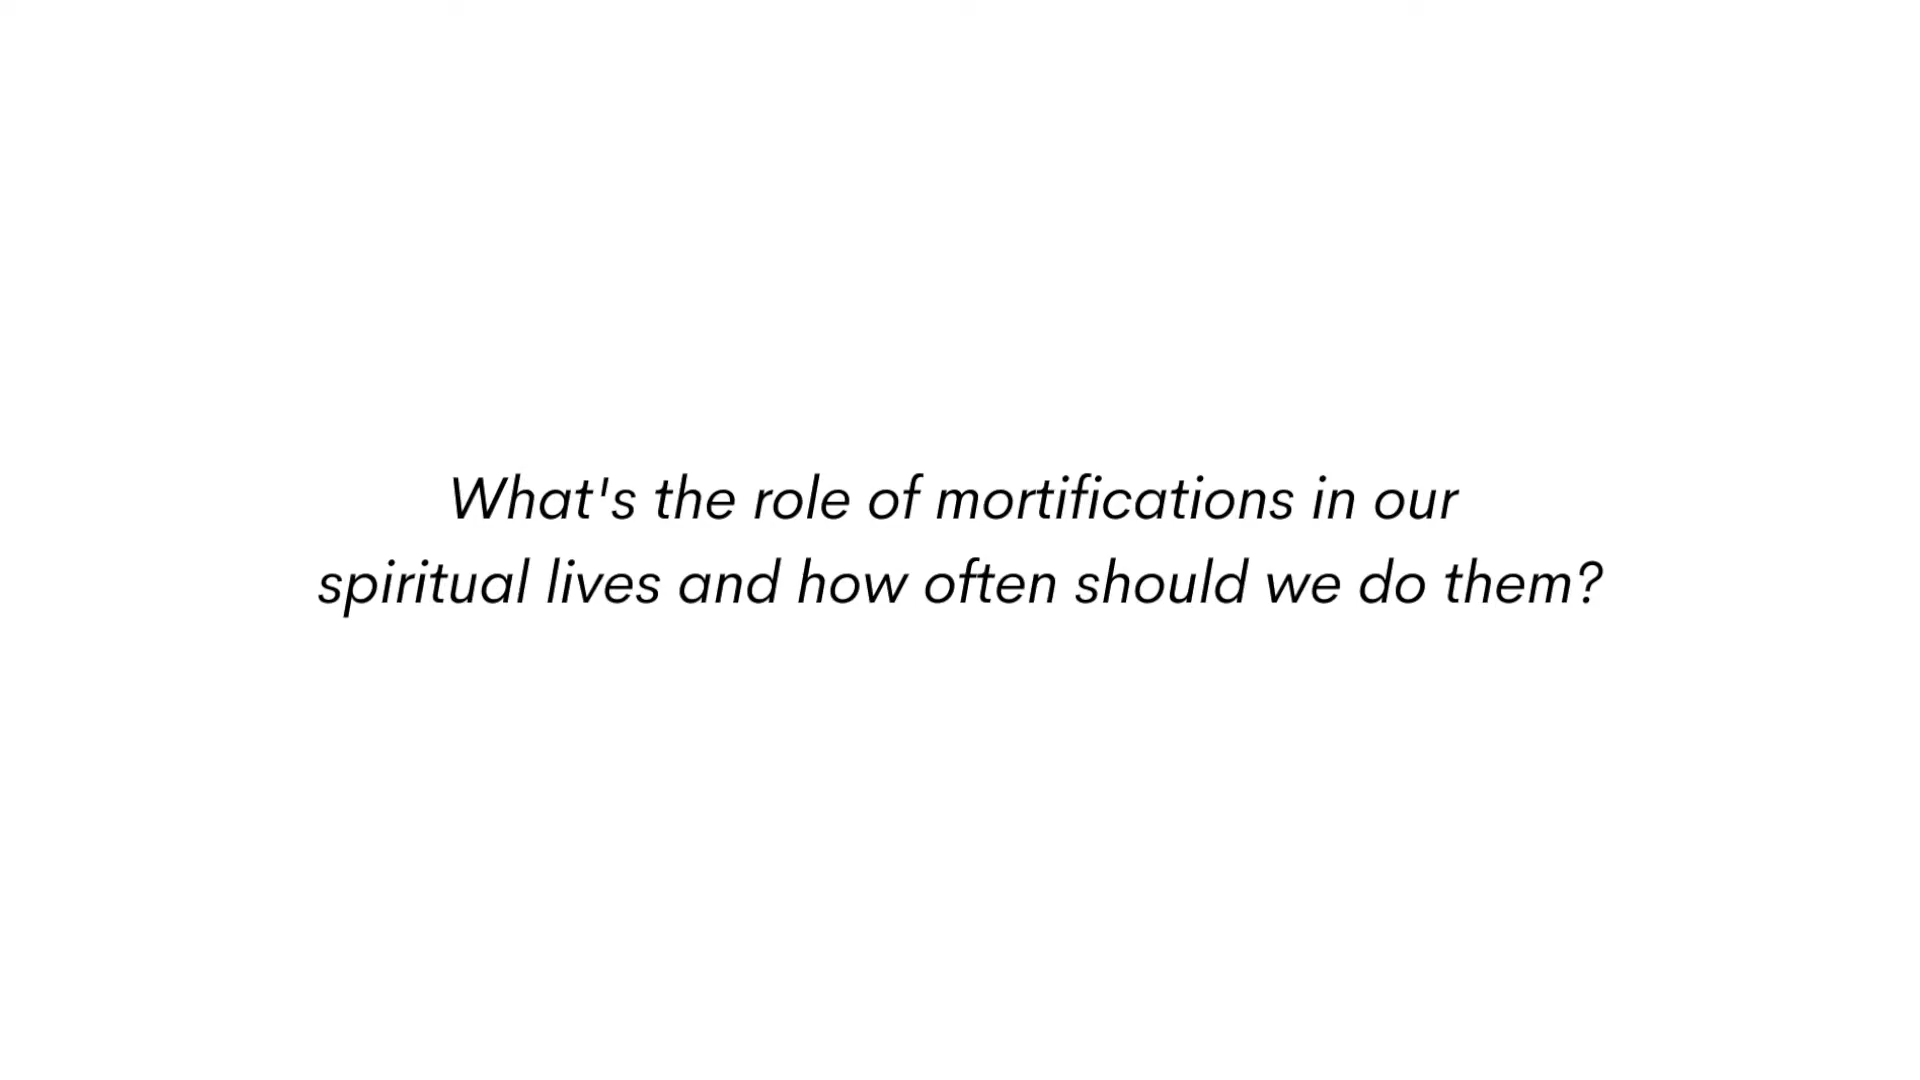 What's the role of mortifications in our
spiritual lives and how often should we do them?